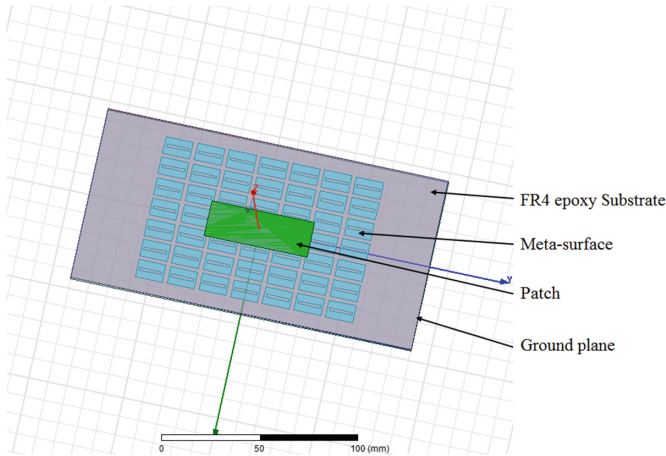 FR4 epoxy Substrate
Meta-surface
Y
Patch
Ground plane
0 50 100 (mm)